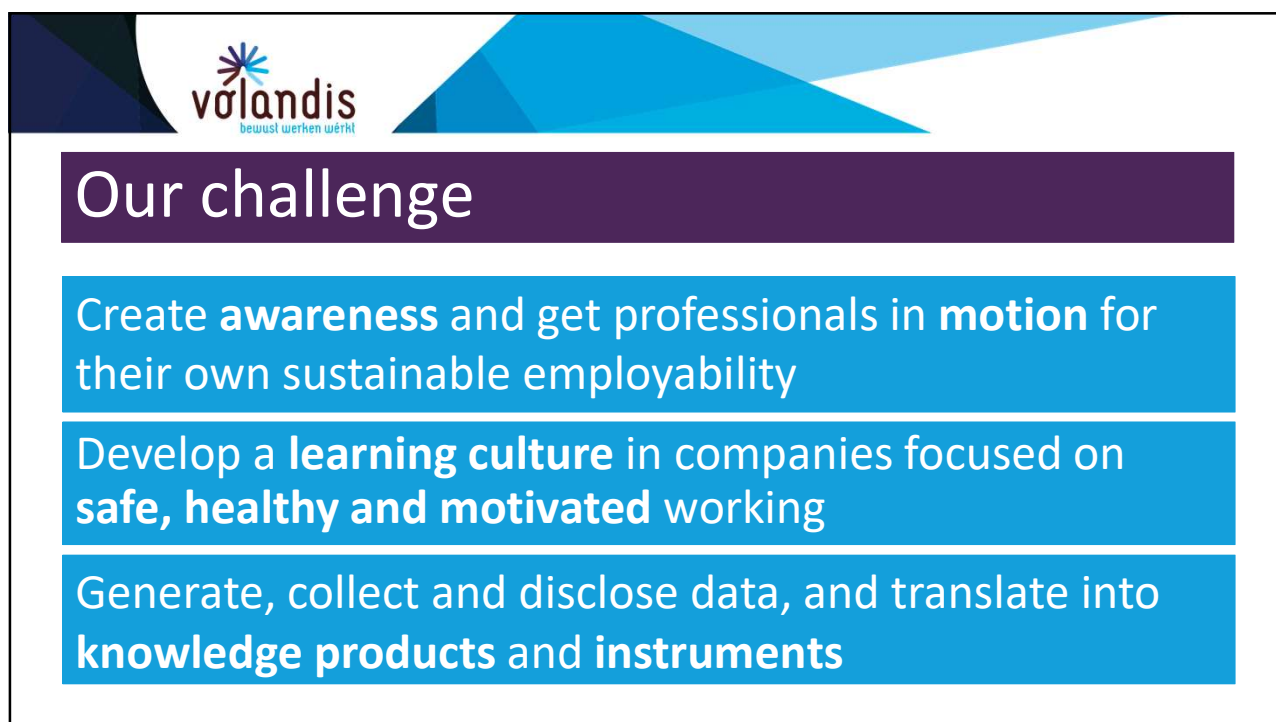 volandis
bewust werken wérkt
Our challenge
Create awareness and get professionals in motion for
their own sustainable employability
Develop a learning culture in companies focused on
safe, healthy and motivated working
Generate, collect and disclose data, and translate into
knowledge products and instruments